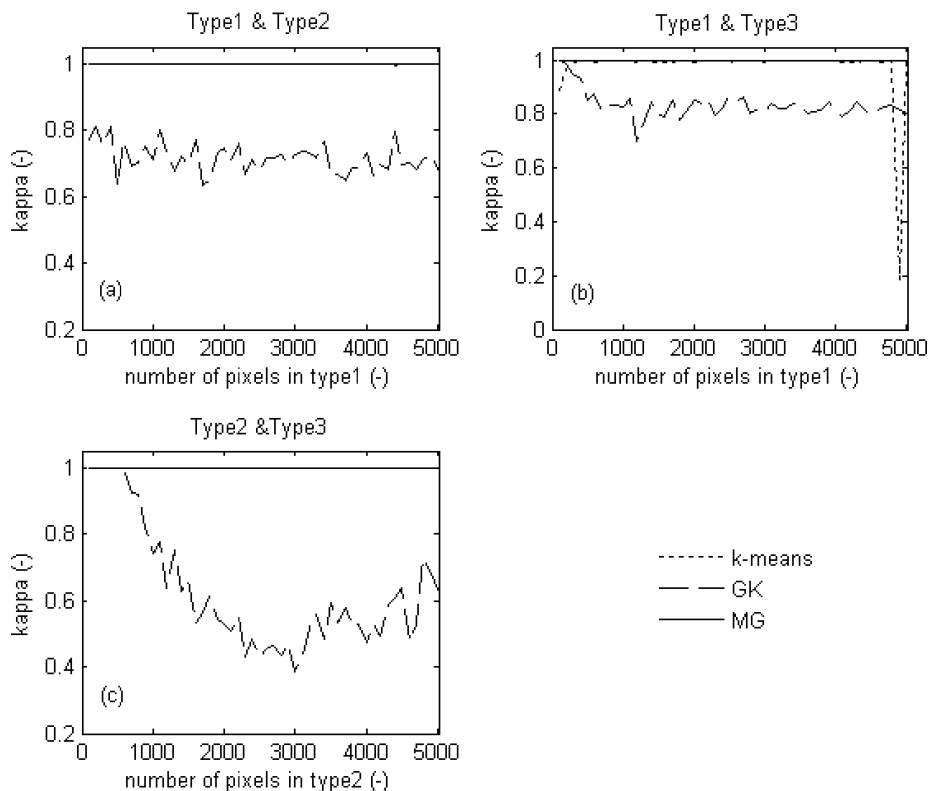 Type1 & Type2
1
0.8
0.6
0.4
0.2
kappa (-)
(a)
0 1000 2000 3000 4000 5000
number of pixels in type1 (-)
Type1 & Type3
1
0.8
0.6
0.4
0.2
0
kappa (-)
(b)
0 1000 2000 3000 4000 5000
number of pixels in type1 (-)
Type2 &Type3
1
0.8
0.6
0.4
0.2
kappa (-)
(c)
0 1000 2000 3000 4000 5000
number of pixels in type2 (-)
k-means
GK
MG